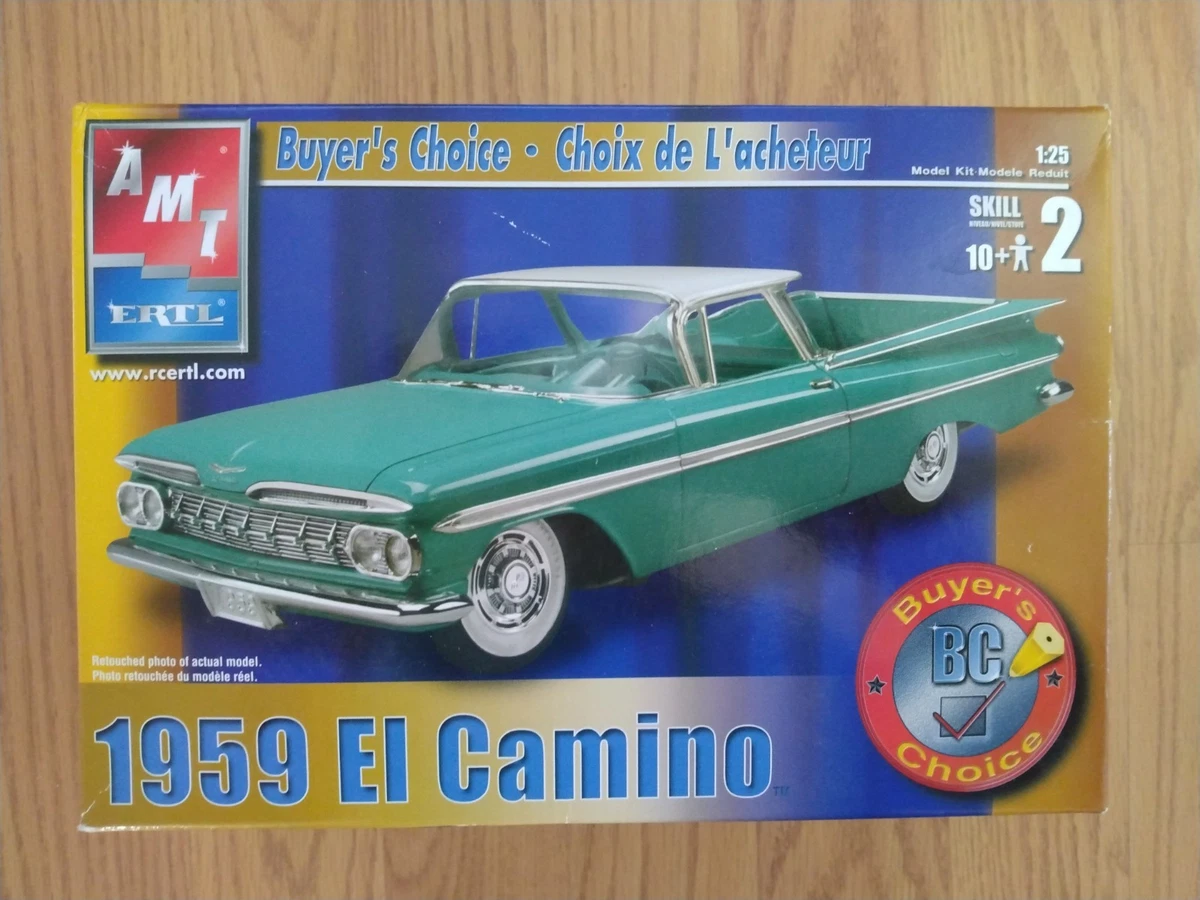 AMT®
ERTL®
www.rcertl.com
Buyer's Choice • Choix de L'acheteur
1:25
Model Kit·Modele Reduit
SKILL
2
10+
Retouched photo of actual model.
Photo retouchée du modèle réel.
1959 El Camino™
Buyer's
BC
Choice